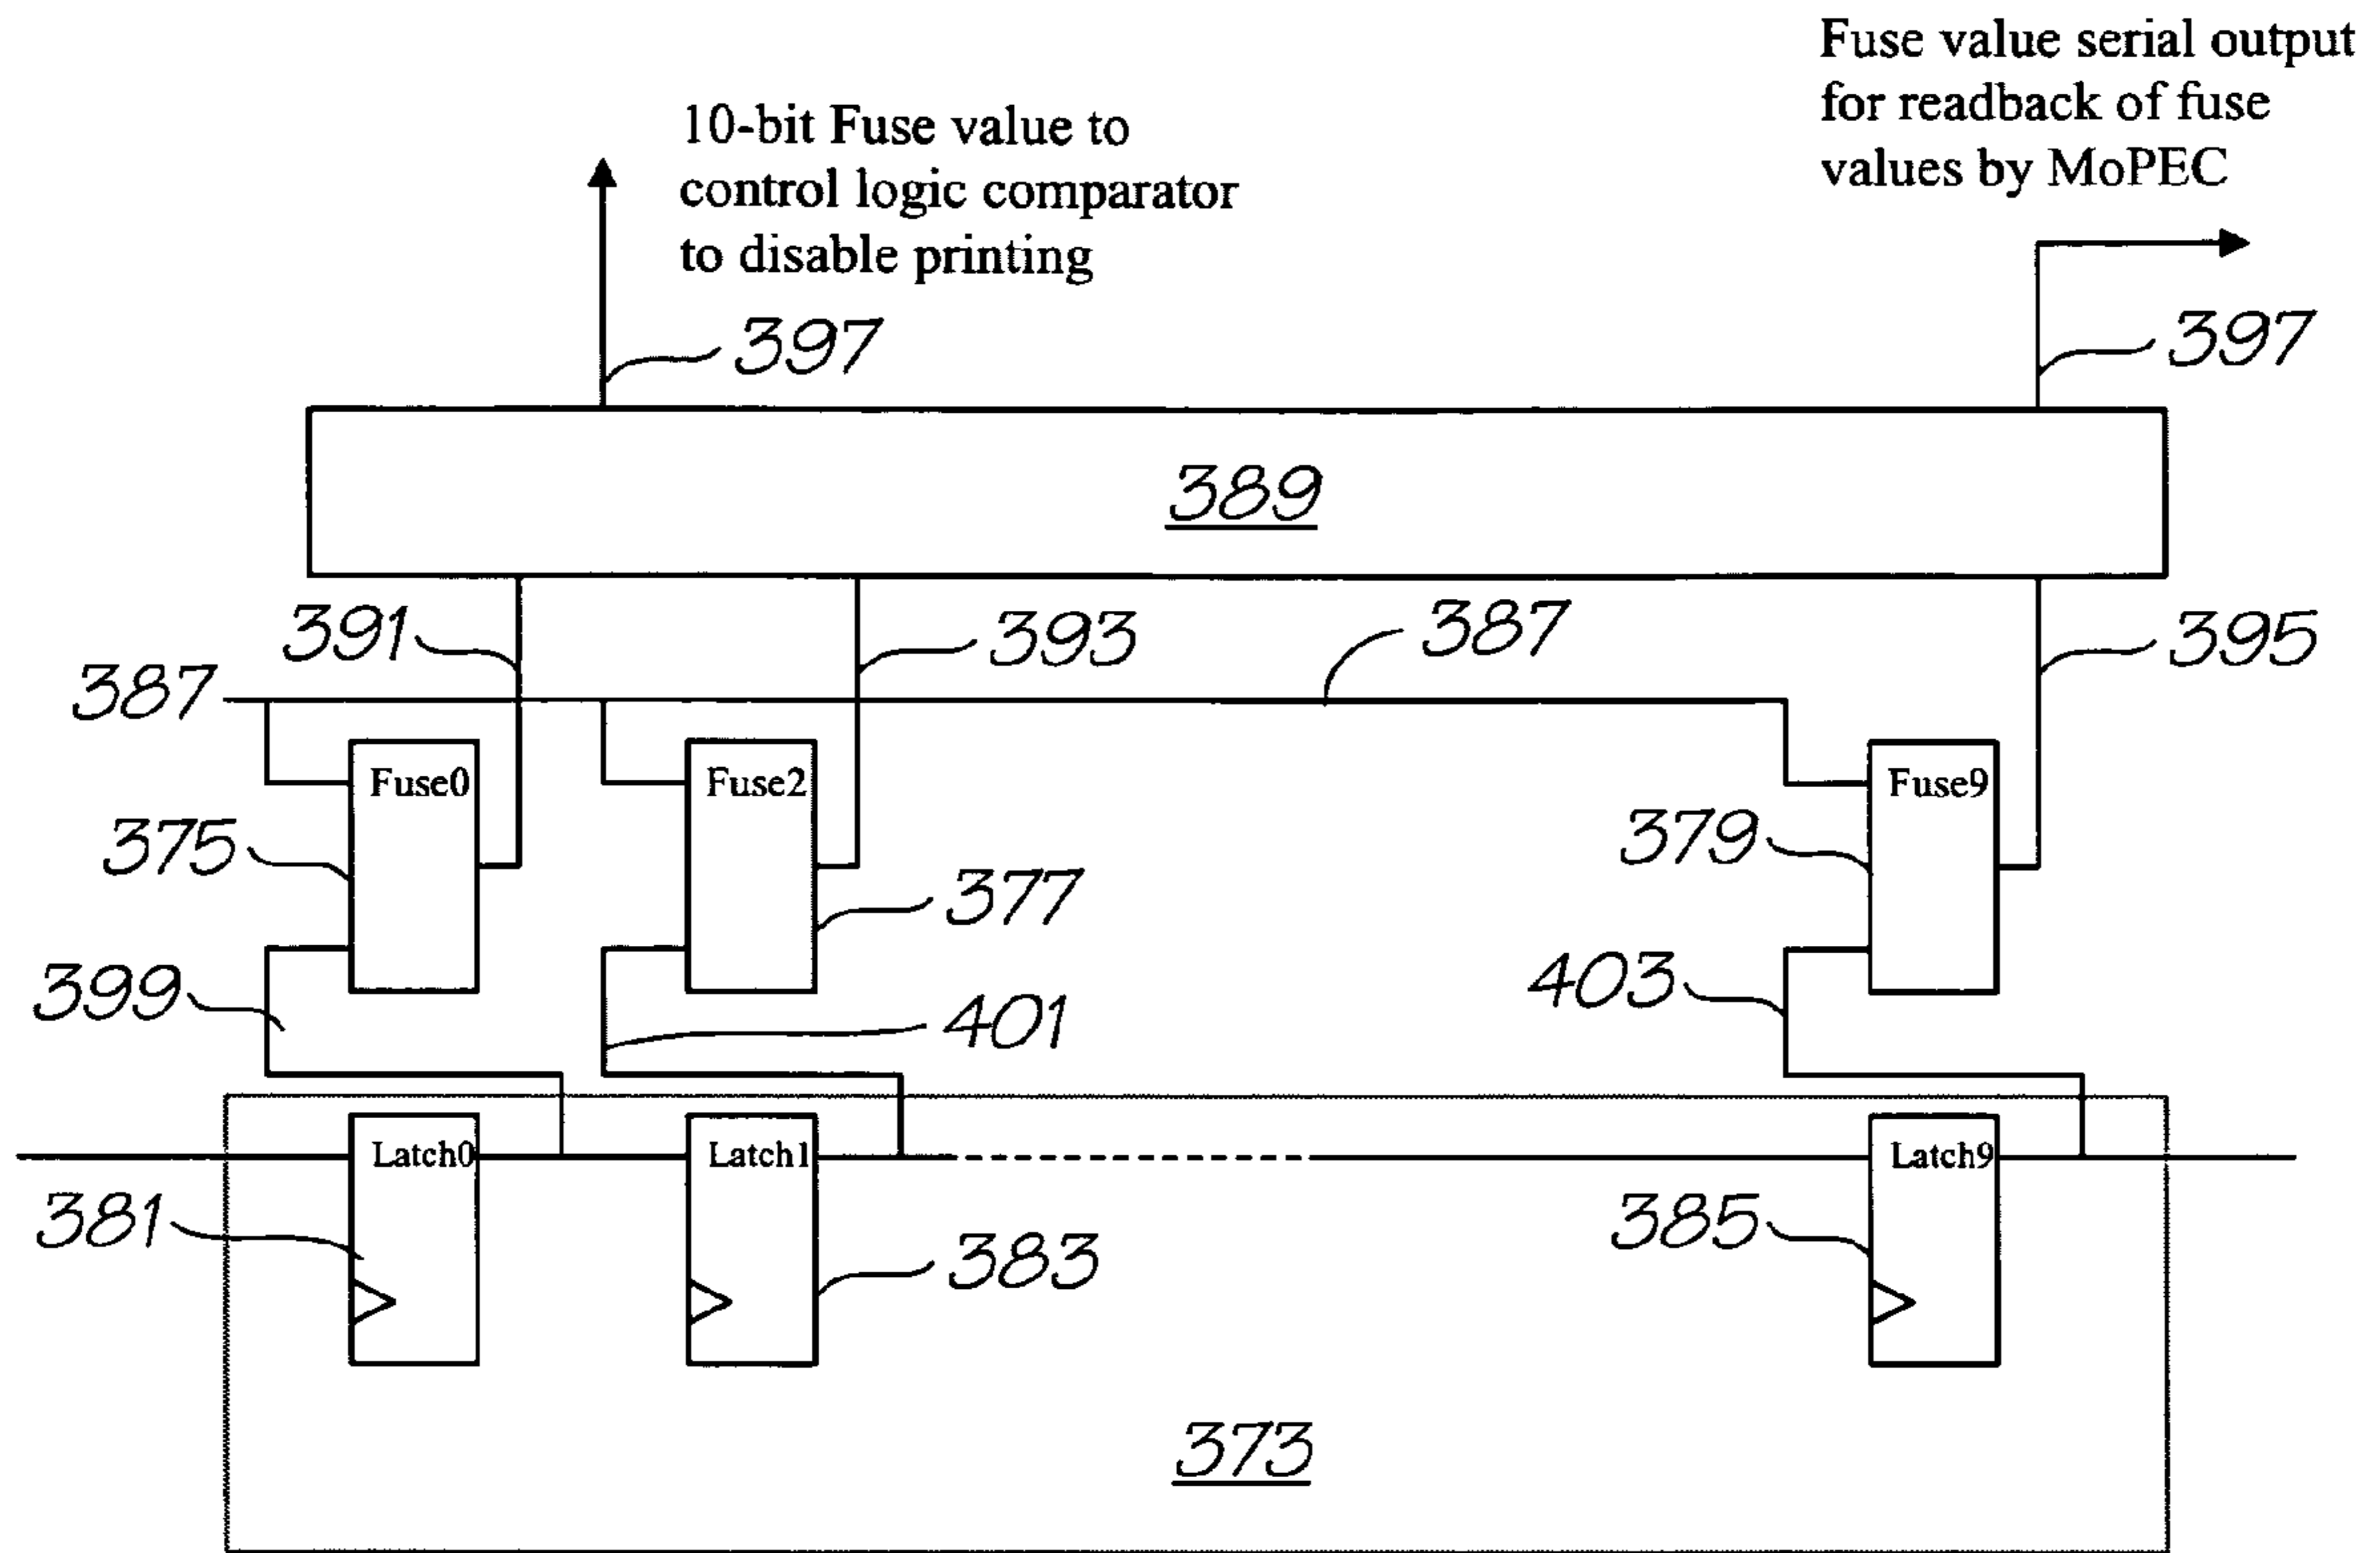 Fuse value serial output
for readback of fuse
values by MoPEC
10-bit Fuse value to
control logic comparator
to disable printing
397
397
389
391
393
387
395
387
Fuse0
Fuse2
Fuse9
375
377
379
399
401
403
Latch0
Latch1
Latch9
381
383
385
373